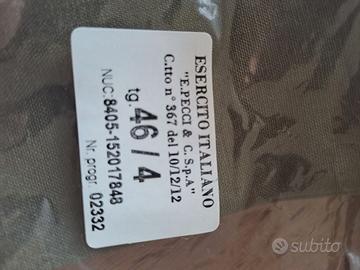 ESERCITO ITALIANO
"E.PECCI & C. S.p.A"
C.tto n° 367 del 10/12/12
tg. 46/4
NUC:8405-152017848
Nr. progr. 02332
subito